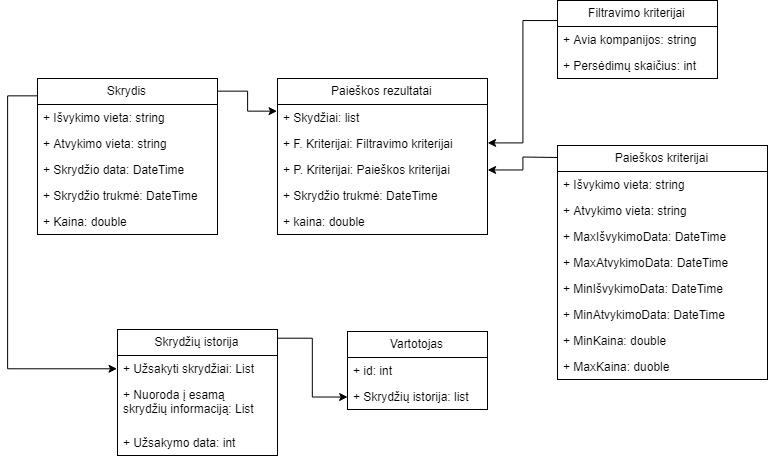 Filtravimo kriterijai
+ Avia kompanijos: string
+ Persėdimų skaičius: int
Skrydis
+ Išvykimo vieta: string
+ Atvykimo vieta: string
+ Skrydžio data: DateTime
+ Skrydžio trukmė: DateTime
+ Kaina: double
Paieškos rezultatai
+ Skydžiai: list
+ F. Kriterijai: Filtravimo kriterijai
+ P. Kriterijai: Paieškos kriterijai
+ Skrydžio trukmė: DateTime
+ kaina: double
Paieškos kriterijai
+ Išvykimo vieta: string
+ Atvykimo vieta: string
+ MaxIšvykimoData: DateTime
+ MaxAtvykimoData: DateTime
+ MinIšvykimoData: DateTime
+ MinAtvykimoData: DateTime
+ MinKaina: double
+ MaxKaina: duoble
Skrydžių istorija
+ Užsakyti skrydžiai: List
+ Nuoroda į esamą
skrydžių informaciją: List
+ Užsakymo data: int
Vartotojas
+ id: int
+ Skrydžių istorija: list